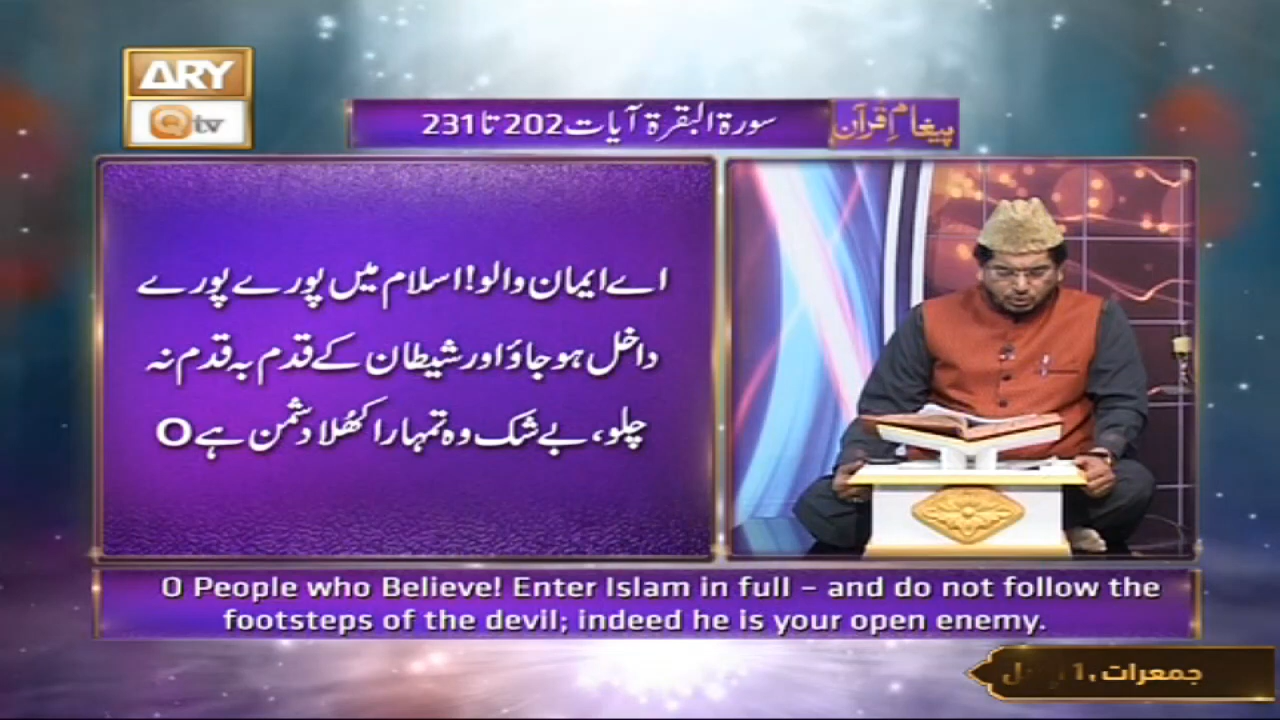 ARY
Qtv
پیغامِ قرآن
سورۃ البقرۃ آیات 202 تا 231
اے ایمان والو! اسلام میں پورے پورے
داخل ہو جاؤ اور شیطان کے قدم بہ قدم نہ
چلو، بے شک وہ تمہارا کھُلا دشمن ہے O
O People who Believe! Enter Islam in full – and do not follow the
footsteps of the devil; indeed he is your open enemy.
جمعرات، 1